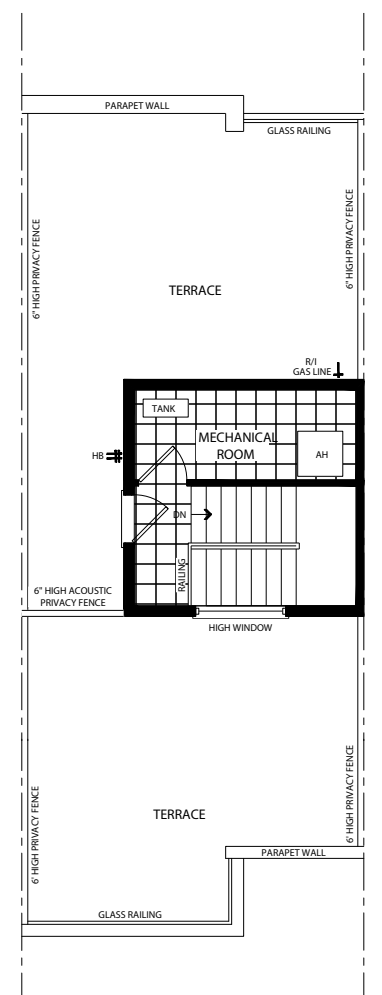 PARAPET WALL
GLASS RAILING
6" HIGH PRIVACY FENCE
6" HIGH PRIVACY FENCE
TERRACE
R/I
GAS LINE
TANK
MECHANICAL
ROOM
AH
HB
DN
RAILING
6" HIGH ACOUSTIC
PRIVACY FENCE
HIGH WINDOW
TERRACE
6' HIGH PRIVACY FENCE
6' HIGH PRIVACY FENCE
PARAPET WALL
GLASS RAILING